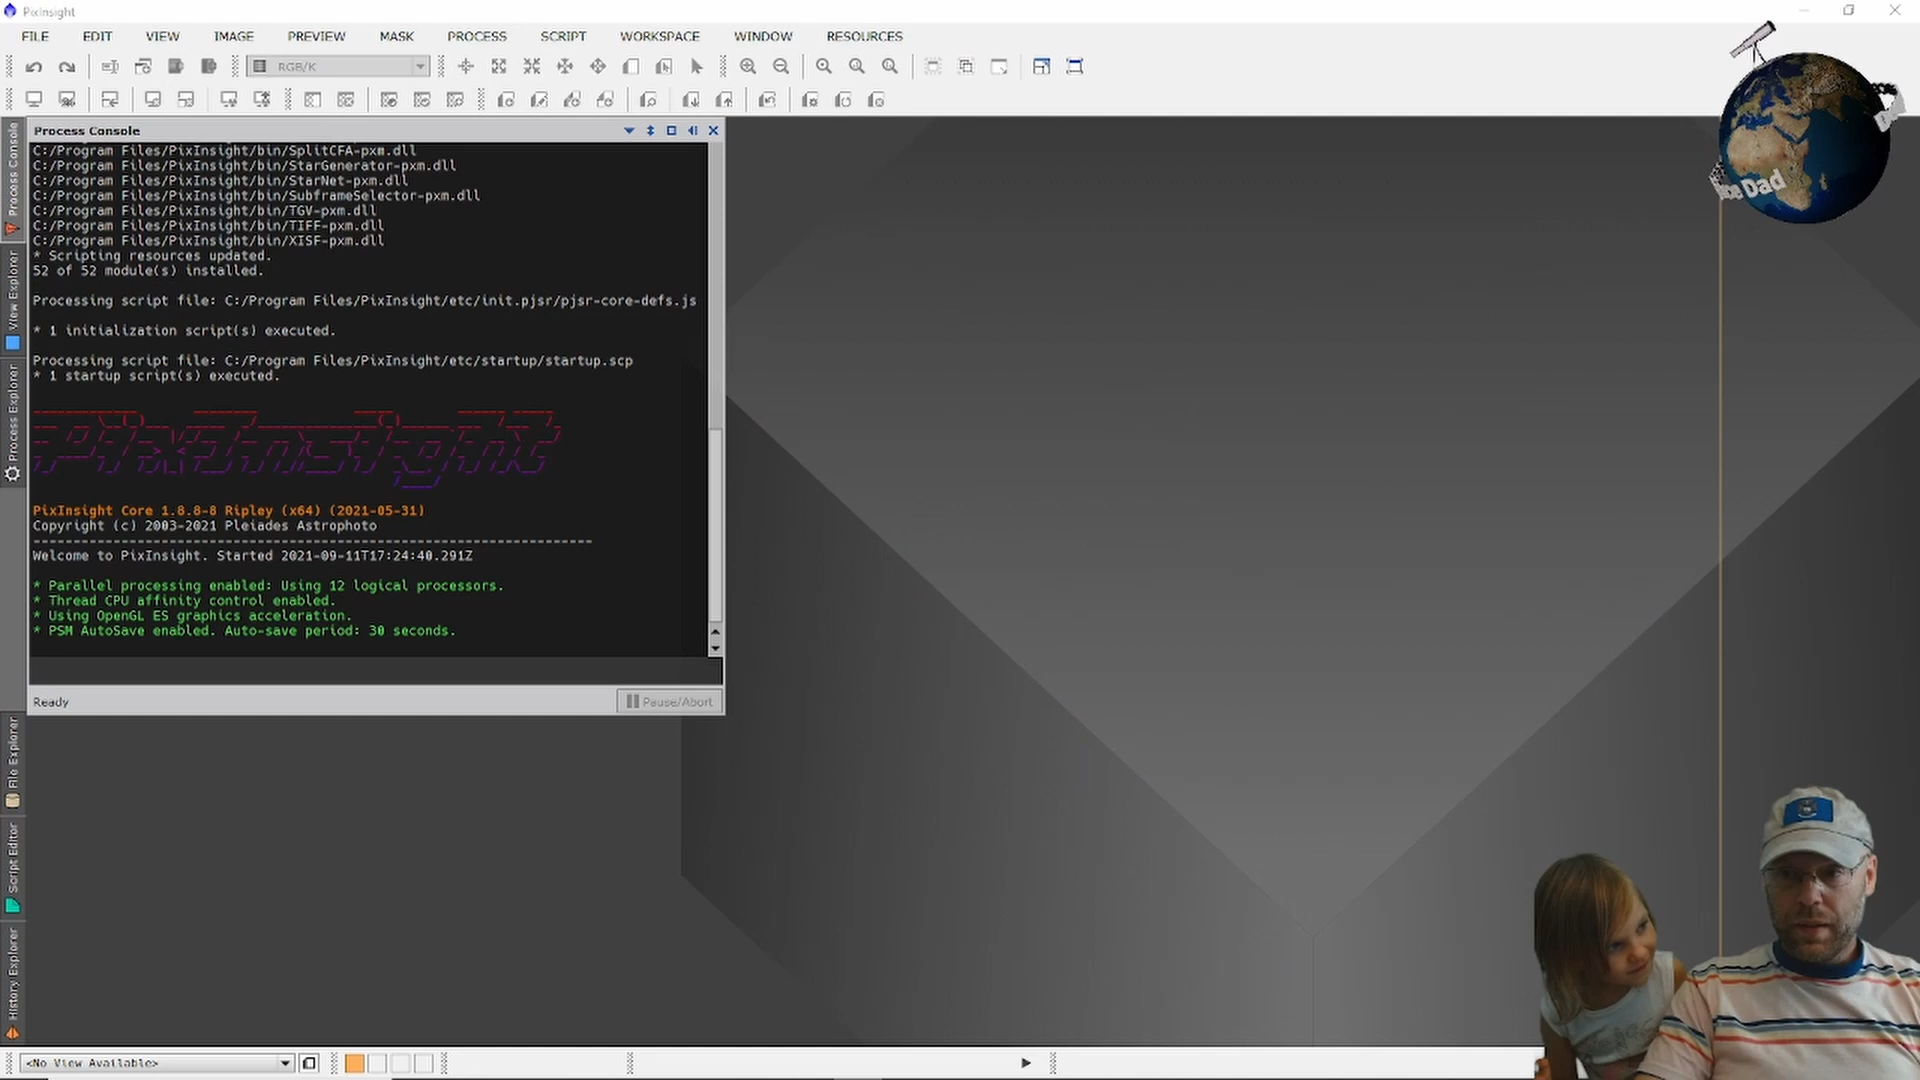 PixInsight
FILE EDIT VIEW IMAGE PREVIEW MASK PROCESS SCRIPT WORKSPACE WINDOW RESOURCES
RGB/K
Process Console
C:/Program Files/PixInsight/bin/SplitCFA-pxm.dll
C:/Program Files/PixInsight/bin/StarGenerator-pxm.dll
C:/Program Files/PixInsight/bin/StarNet-pxm.dll
C:/Program Files/PixInsight/bin/SubframeSelector-pxm.dll
C:/Program Files/PixInsight/bin/TGV-pxm.dll
C:/Program Files/PixInsight/bin/TIFF-pxm.dll
C:/Program Files/PixInsight/bin/XISF-pxm.dll
* Scripting resources updated.
52 of 52 module(s) installed.
Processing script file: C:/Program Files/PixInsight/etc/init.pjsr/pjsr-core-defs.js
* 1 initialization script(s) executed.
Processing script file: C:/Program Files/PixInsight/etc/startup/startup.scp
* 1 startup script(s) executed.
PixInsight
PixInsight Core 1.8.8-8 Ripley (x64) (2021-05-31)
Copyright (c) 2003-2021 Pleiades Astrophoto
Welcome to PixInsight. Started 2021-09-11T17:24:40.291Z
* Parallel processing enabled: Using 12 logical processors.
* Thread CPU affinity control enabled.
* Using OpenGL ES graphics acceleration.
* PSM AutoSave enabled. Auto-save period: 30 seconds.
Ready
Pause/Abort
Process Console
View Explorer
Process Explorer
File Explorer
Script Editor
History Explorer
<No View Available>
Dad